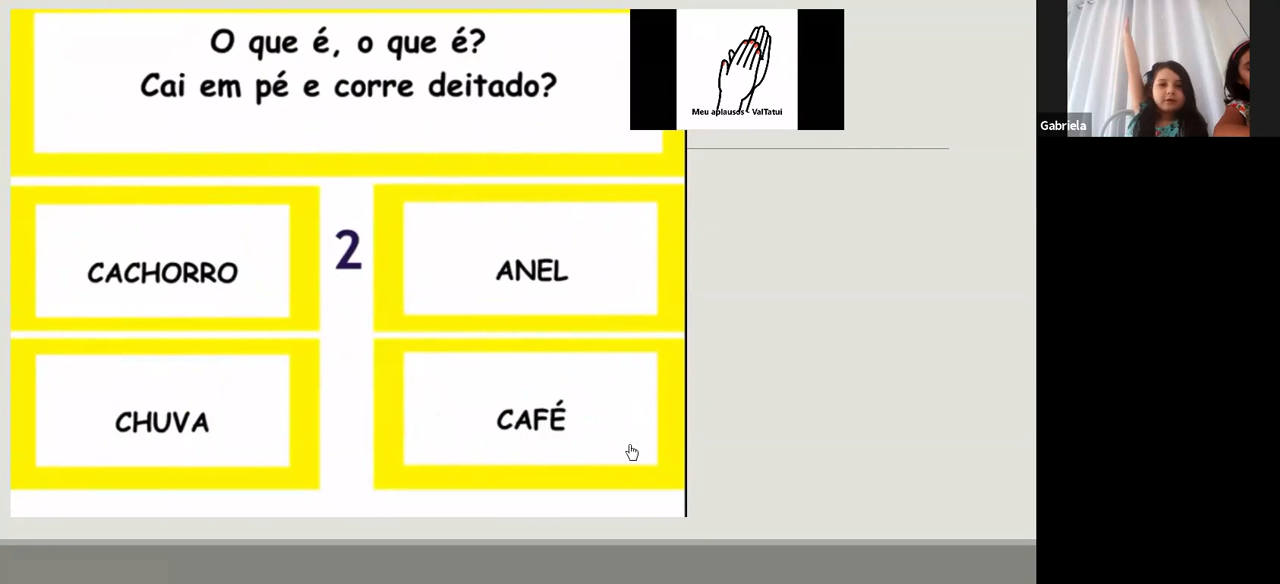 O que é, o que é?
Cai em pé e corre deitado?
Meu aplausos - ValTatui
Gabriela
CACHORRO
2
ANEL
CHUVA
CAFÉ